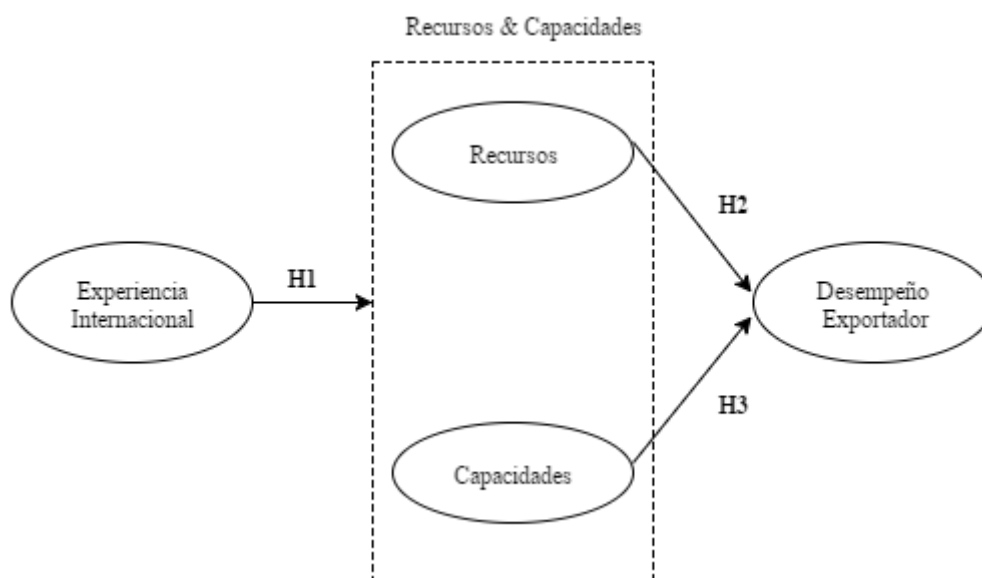 Recursos & Capacidades
Recursos
H2
Experiencia
Internacional
H1
Desempeño
Exportador
H3
Capacidades